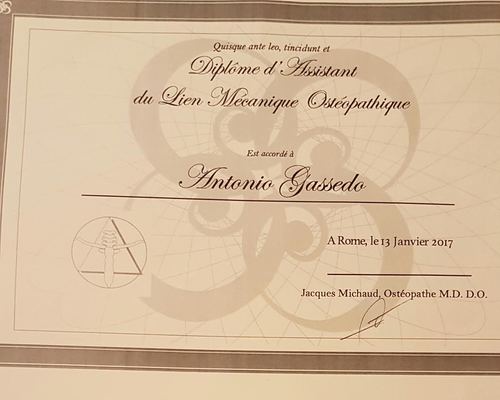 Quisque ante leo, tincidunt et
Diplôme d'Assistant
du Lien Mécanique Ostéopathique
Est accordé à
Antonio Gassedo
A Rome, le 13 Janvier 2017
Jacques Michaud, Ostéopathe M.D. D.O.